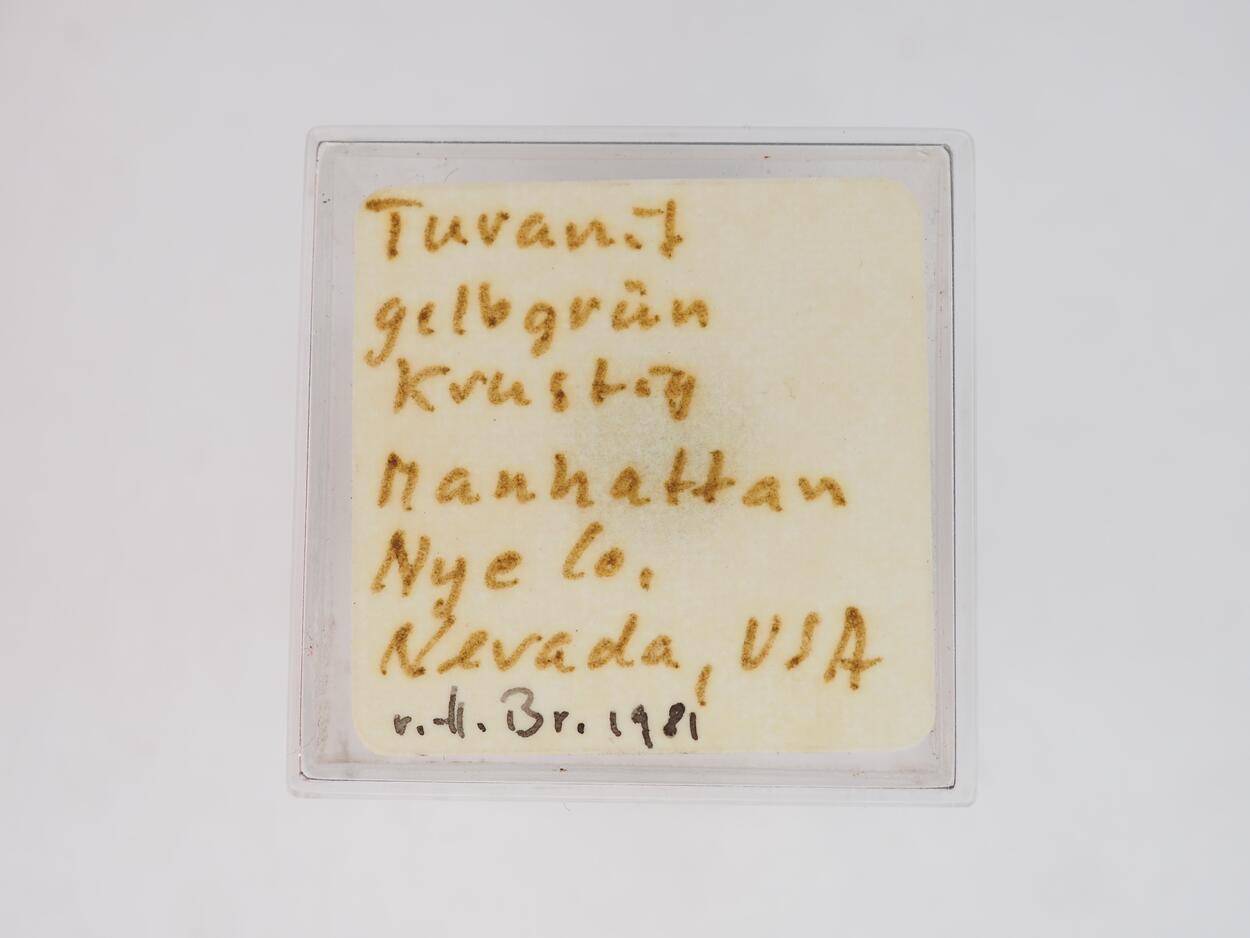 Turanit
gelbgrün
Krustig
Manhattan
Nye Co.
Nevada, USA
v. H. Br. 1981